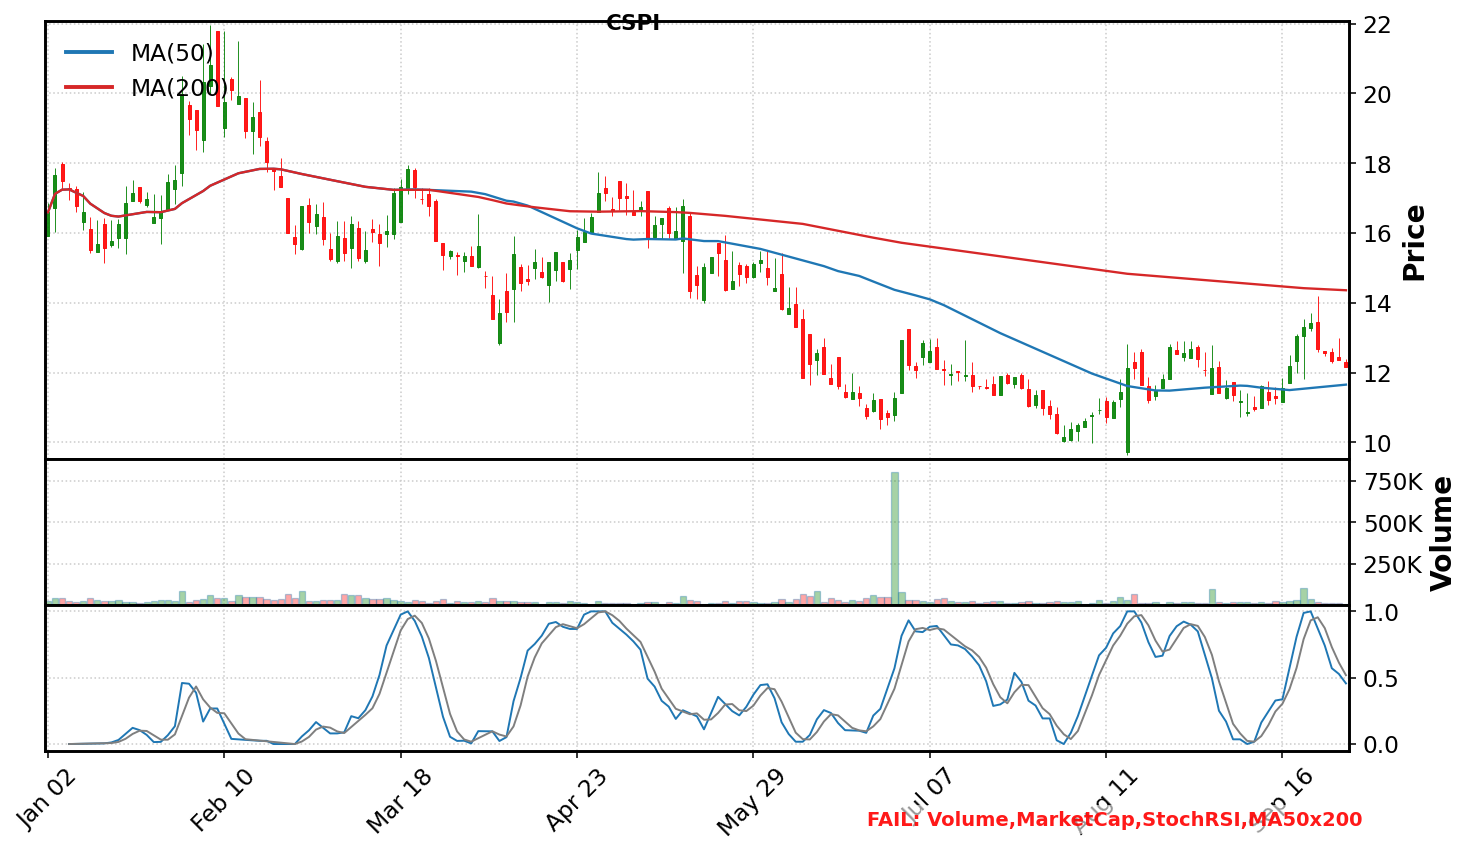 CSPI
MA(50)
MA(200)
22
20
18
16
14
12
10
Price
750K
500K
250K
Volume
1.0
0.5
0.0
Jan 02
Feb 10
Mar 18
Apr 23
May 29
Jul 07
Aug 11
Sep 16
FAIL: Volume,MarketCap,StochRSI,MA50x200